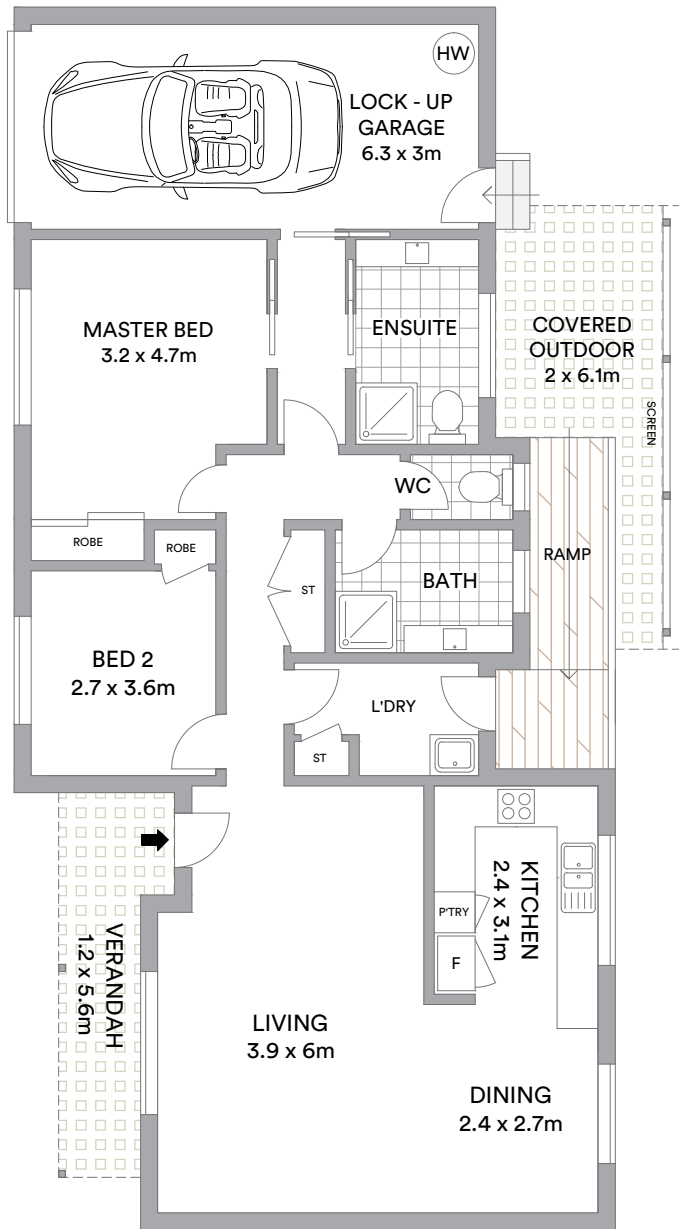 HW
LOCK - UP
GARAGE
6.3 x 3m
MASTER BED
3.2 x 4.7m
ENSUITE
COVERED
OUTDOOR
2 x 6.1m
SCREEN
WC
ROBE
ROBE
ST
BATH
RAMP
BED 2
2.7 x 3.6m
L'DRY
ST
KITCHEN
2.4 x 3.1m
P'TRY
F
VERANDAH
1.2 x 5.6m
LIVING
3.9 x 6m
DINING
2.4 x 2.7m